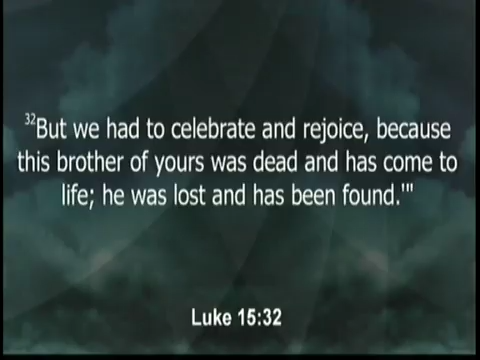 32But we had to celebrate and rejoice, because
this brother of yours was dead and has come to
life; he was lost and has been found.'"
Luke 15:32